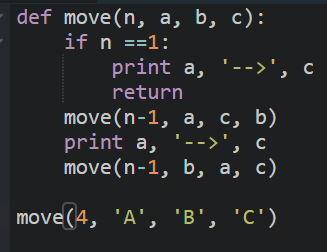 def move(n, a, b, c):
    if n ==1:
        print a, '-->', c
        return
    move(n-1, a, c, b)
    print a, '-->', c
    move(n-1, b, a, c)

move(4, 'A', 'B', 'C')